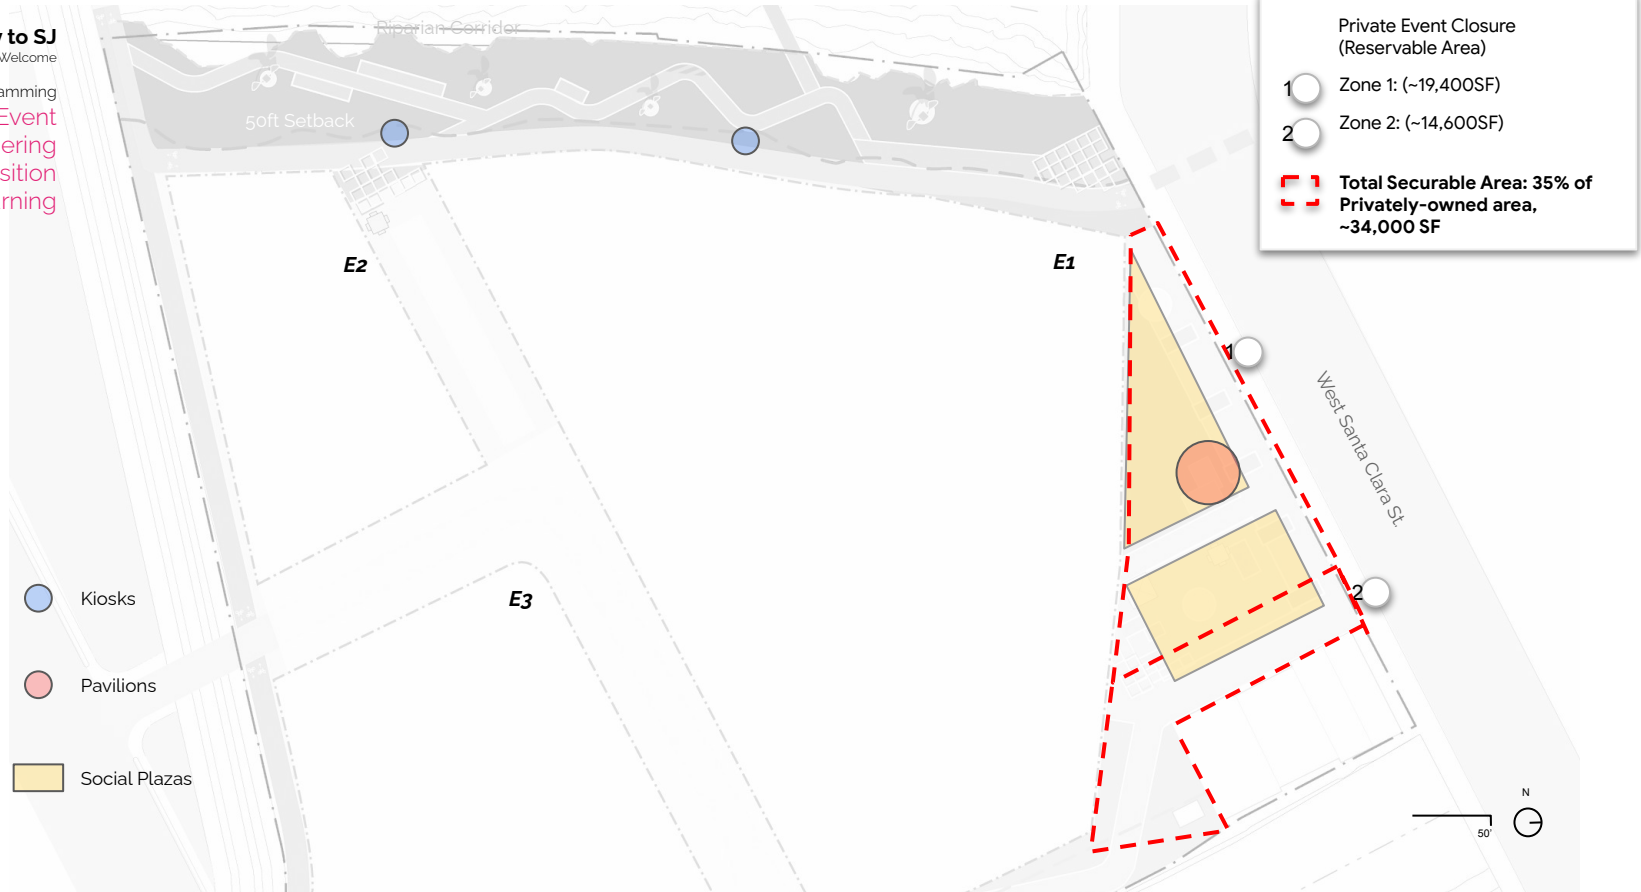 y to SJ
Welcome
amming
Event
ering
sition
rning
Riparian Corridor
50ft Setback
E2
E1
E3
Private Event Closure
(Reservable Area)
1 Zone 1: (~19,400SF)
2 Zone 2: (~14,600SF)
Total Securable Area: 35% of
Privately-owned area,
~34,000 SF
1
2
West Santa Clara St.
Kiosks
Pavilions
Social Plazas
50'
N